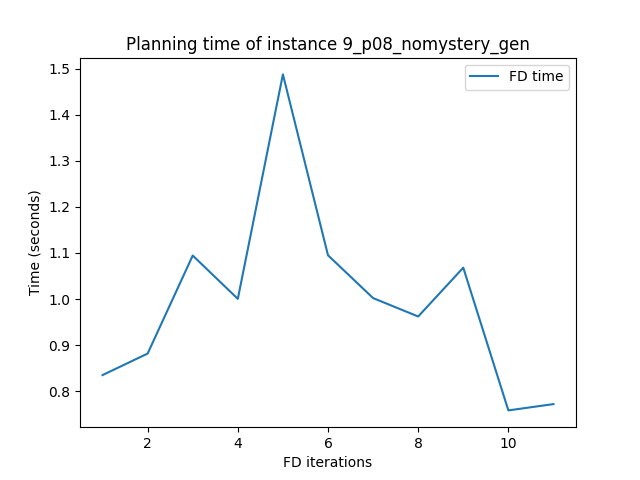 Planning time of instance 9_p08_nomystery_gen
FD time
Time (seconds)
1.5
1.4
1.3
1.2
1.1
1.0
0.9
0.8
2 4 6 8 10
FD iterations